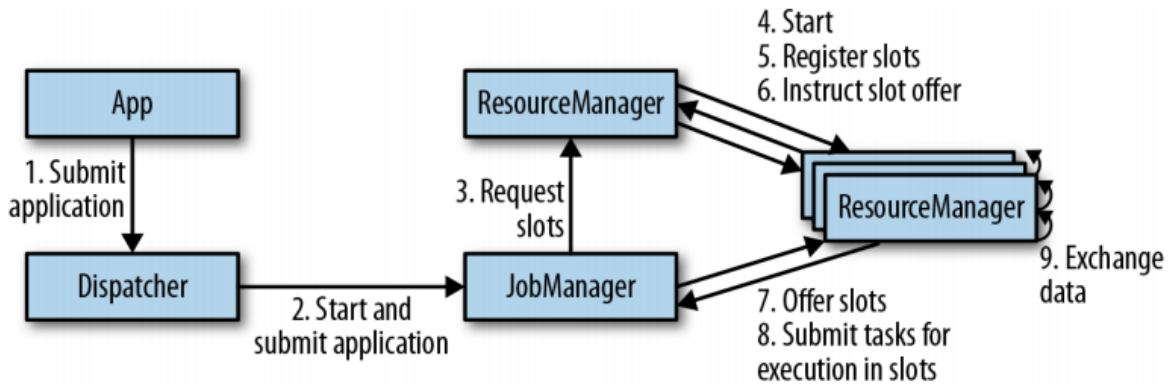 App
1. Submit
application
Dispatcher
2. Start and
submit application
ResourceManager
3. Request
slots
JobManager
4. Start
5. Register slots
6. Instruct slot offer
ResourceManager
7. Offer slots
8. Submit tasks for
execution in slots
9. Exchange
data